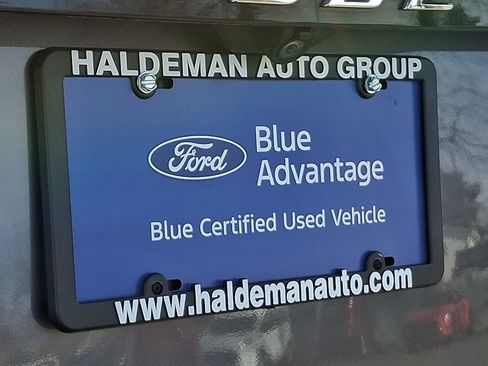 HALDEMAN AUTO GROUP
Ford
Blue
Advantage
Blue Certified Used Vehicle
www.haldemanauto.com